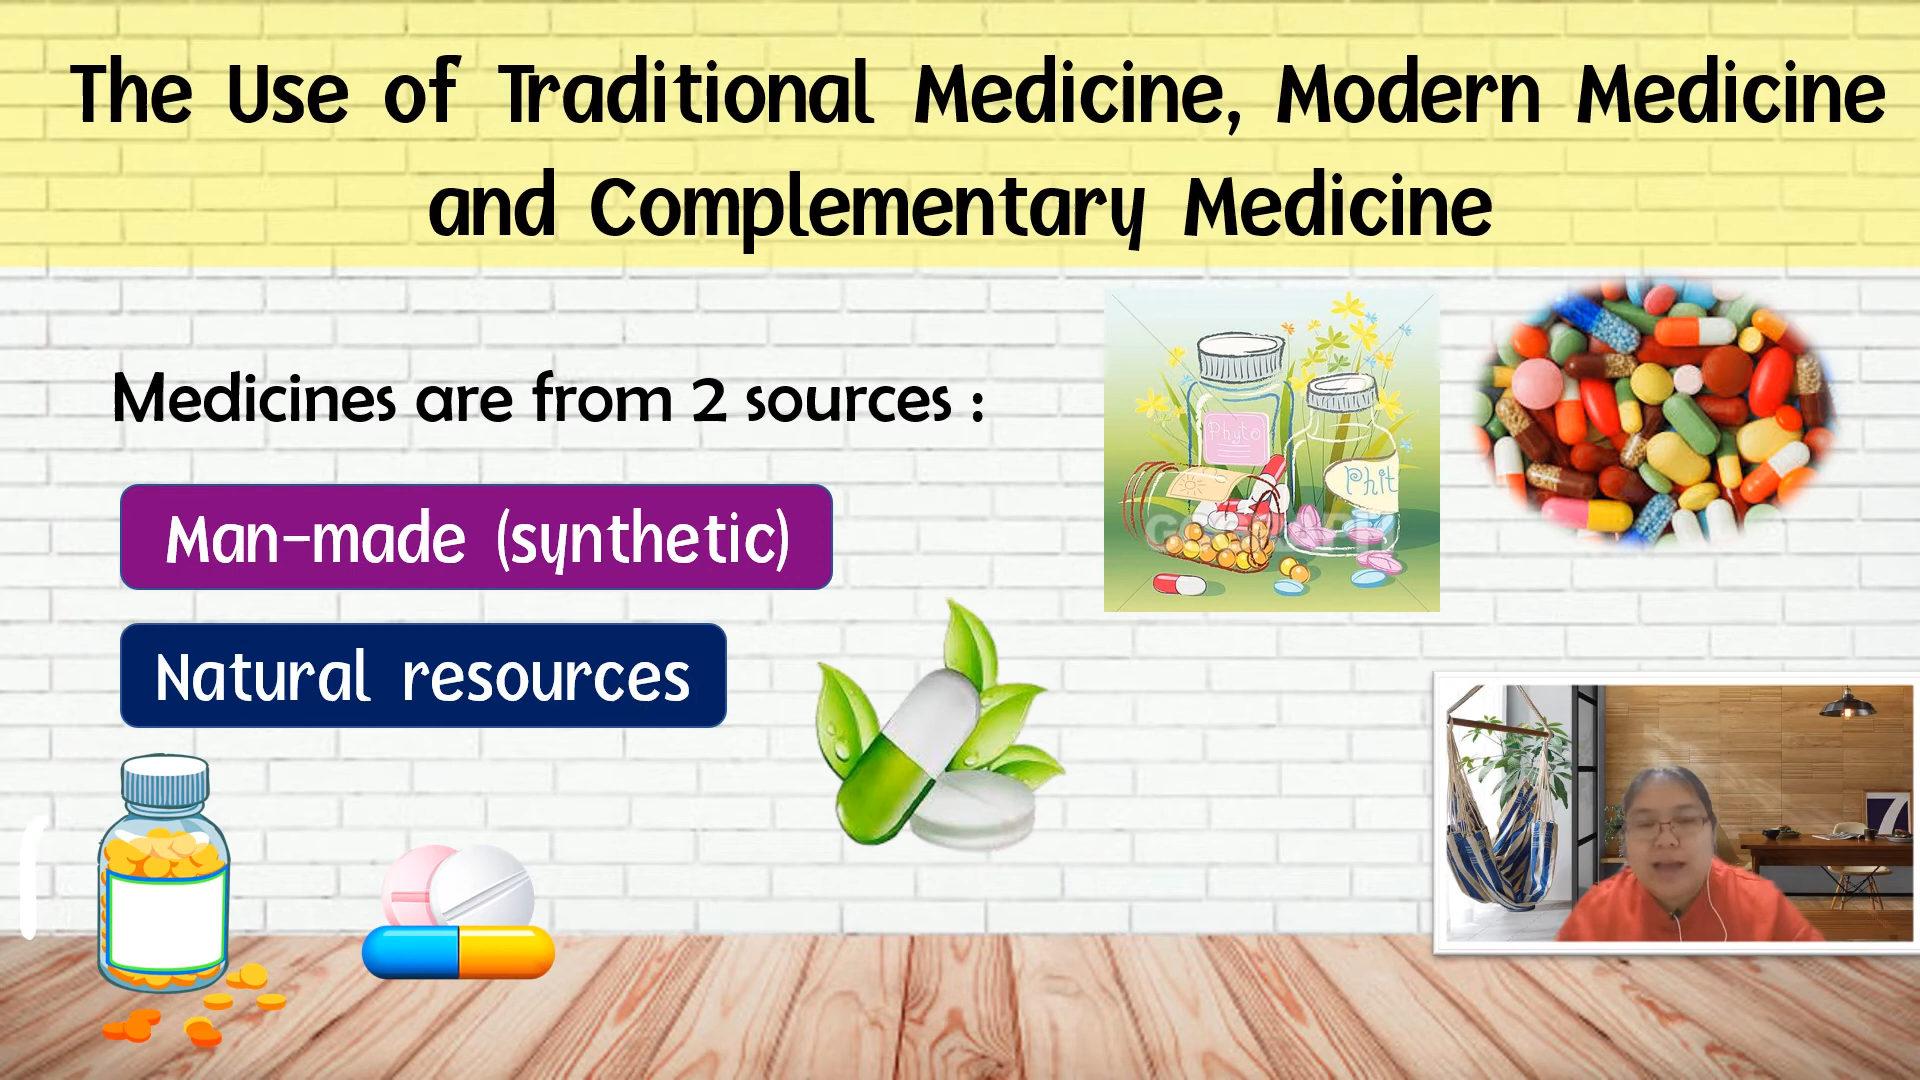 The Use of Traditional Medicine, Modern Medicine
and Complementary Medicine
Medicines are from 2 sources :
Man-made (synthetic)
Natural resources
Phyto
Phit
7